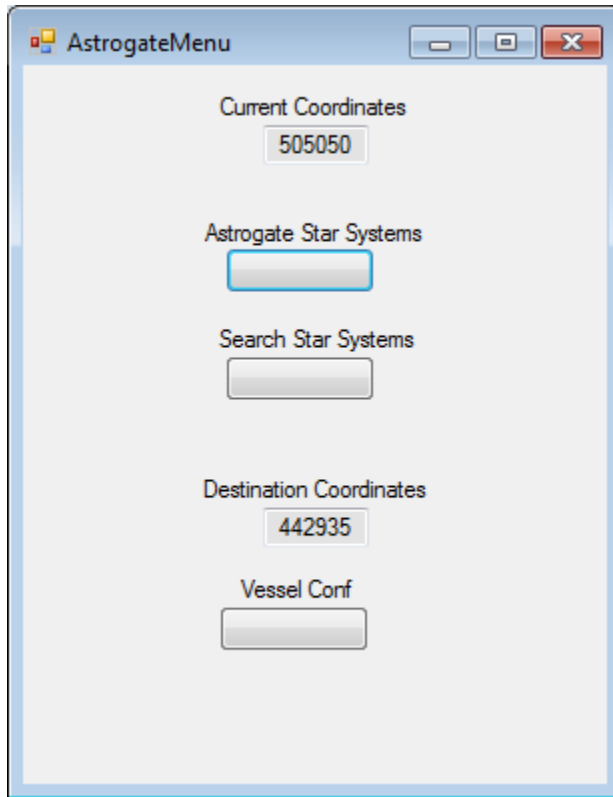 AstrogateMenu
Current Coordinates
505050
Astrogate Star Systems
Search Star Systems
Destination Coordinates
442935
Vessel Conf